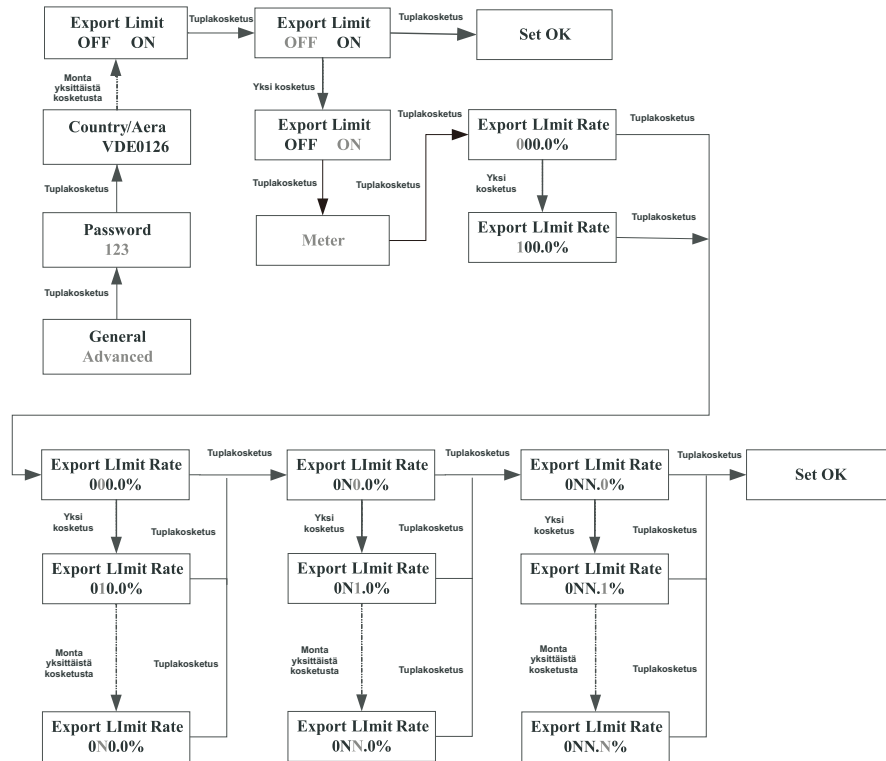 Export Limit
OFF ON
Tuplakosketus
Export Limit
OFF ON
Tuplakosketus
Set OK
Monta
yksittäistä
kosketusta
Yksi kosketus
Country/Aera
VDE0126
Export Limit
OFF ON
Tuplakosketus
Export LImit Rate
000.0%
Tuplakosketus
Tuplakosketus
Tuplakosketus
Tuplakosketus
Yksi
kosketus
Password
123
Meter
Export LImit Rate
100.0%
Tuplakosketus
Tuplakosketus
General
Advanced
Export LImit Rate
000.0%
Tuplakosketus
Export LImit Rate
0N0.0%
Tuplakosketus
Export LImit Rate
0NN.0%
Tuplakosketus
Set OK
Yksi
kosketus
Tuplakosketus
Yksi
kosketus
Tuplakosketus
Yksi
kosketus
Tuplakosketus
Export LImit Rate
010.0%
Export LImit Rate
0N1.0%
Export LImit Rate
0NN.1%
Monta
yksittäistä
kosketusta
Tuplakosketus
Monta
yksittäistä
kosketusta
Tuplakosketus
Monta
yksittäistä
kosketusta
Tuplakosketus
Export LImit Rate
0N0.0%
Export LImit Rate
0NN.0%
Export LImit Rate
0NN.N%